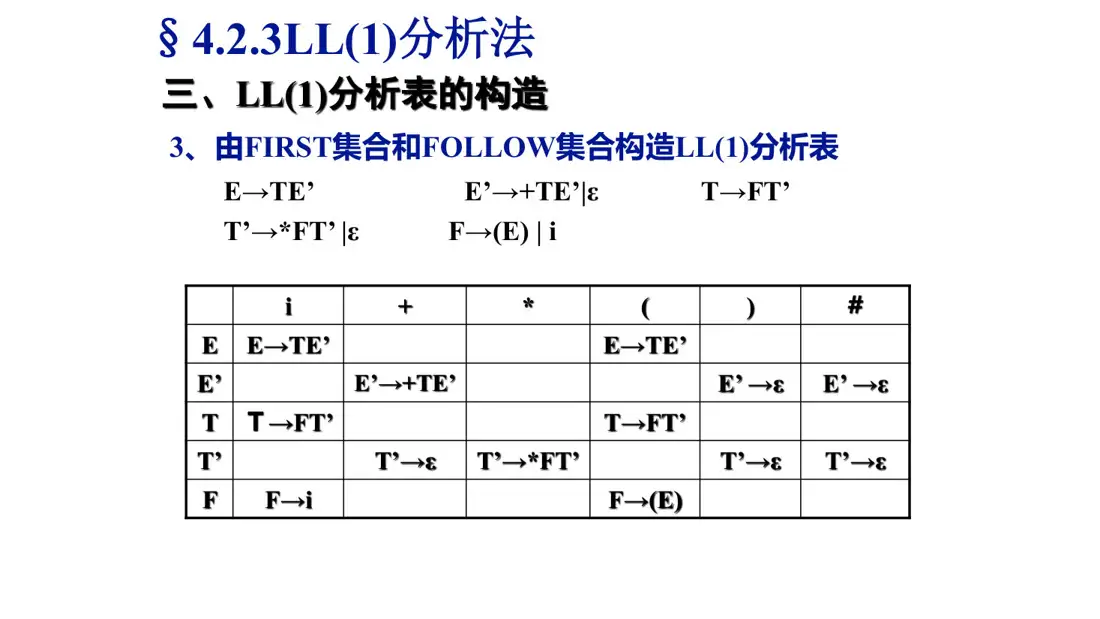 §4.2.3LL(1)分析法
三、LL(1)分析表的构造
3、由FIRST集合和FOLLOW集合构造LL(1)分析表
E→TE’ E’→+TE’|ε T→FT’
T’→*FT’ |ε F→(E) | i
i + * ( ) #
E E→TE’ E→TE’
E’ E’→+TE’ E’ →ε E’ →ε
T T →FT’ T→FT’
T’ T’→ε T’→*FT’ T’→ε T’→ε
F F→i F→(E)